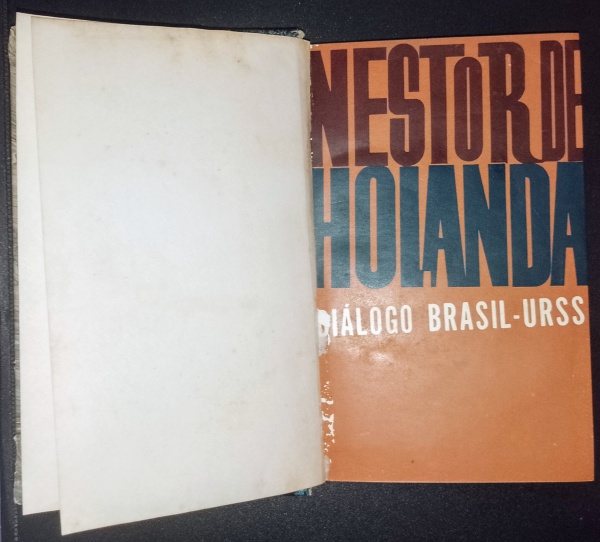 NESTOR DE
HOLANDA
DIÁLOGO BRASIL-URSS